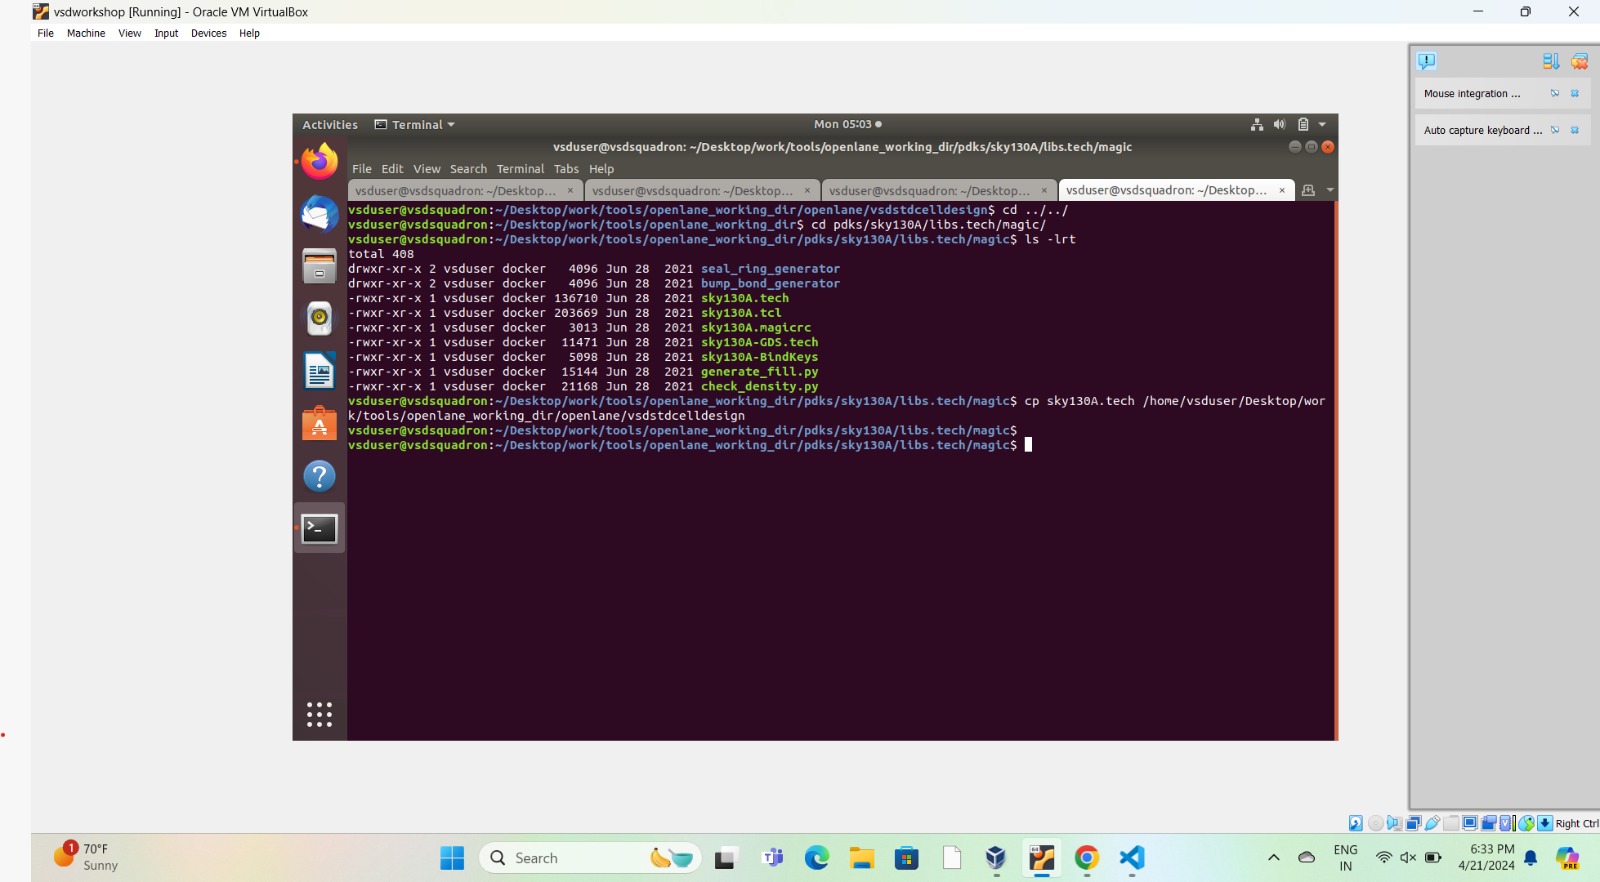 vsdworkshop [Running] - Oracle VM VirtualBox
File Machine View Input Devices Help
Mouse integration ...
Auto capture keyboard ...
Activities Terminal Mon 05:03
vsduser@vsdsquadron: ~/Desktop/work/tools/openlane_working_dir/pdks/sky130A/libs.tech/magic
File Edit View Search Terminal Tabs Help
vsduser@vsdsquadron: ~/Desktop... × vsduser@vsdsquadron: ~/Desktop... × vsduser@vsdsquadron: ~/Desktop... × vsduser@vsdsquadron: ~/Desktop... ×
vsduser@vsdsquadron:~/Desktop/work/tools/openlane_working_dir/openlane/vsdstdcelldesign$ cd ../../
vsduser@vsdsquadron:~/Desktop/work/tools/openlane_working_dir$ cd pdks/sky130A/libs.tech/magic/
vsduser@vsdsquadron:~/Desktop/work/tools/openlane_working_dir/pdks/sky130A/libs.tech/magic$ ls -lrt
total 408
drwxr-xr-x 2 vsduser docker 4096 Jun 28 2021 seal_ring_generator
drwxr-xr-x 2 vsduser docker 4096 Jun 28 2021 bump_bond_generator
-rwxr-xr-x 1 vsduser docker 136710 Jun 28 2021 sky130A.tech
-rwxr-xr-x 1 vsduser docker 203669 Jun 28 2021 sky130A.tcl
-rwxr-xr-x 1 vsduser docker 3013 Jun 28 2021 sky130A.magicrc
-rwxr-xr-x 1 vsduser docker 11471 Jun 28 2021 sky130A-GDS.tech
-rwxr-xr-x 1 vsduser docker 5098 Jun 28 2021 sky130A-BindKeys
-rwxr-xr-x 1 vsduser docker 15144 Jun 28 2021 generate_fill.py
-rwxr-xr-x 1 vsduser docker 21168 Jun 28 2021 check_density.py
vsduser@vsdsquadron:~/Desktop/work/tools/openlane_working_dir/pdks/sky130A/libs.tech/magic$ cp sky130A.tech /home/vsduser/Desktop/wor
k/tools/openlane_working_dir/openlane/vsdstdcelldesign
vsduser@vsdsquadron:~/Desktop/work/tools/openlane_working_dir/pdks/sky130A/libs.tech/magic$
vsduser@vsdsquadron:~/Desktop/work/tools/openlane_working_dir/pdks/sky130A/libs.tech/magic$
Right Ctrl
1 70°F
Sunny
Search
ENG
IN
6:33 PM
4/21/2024
PRE